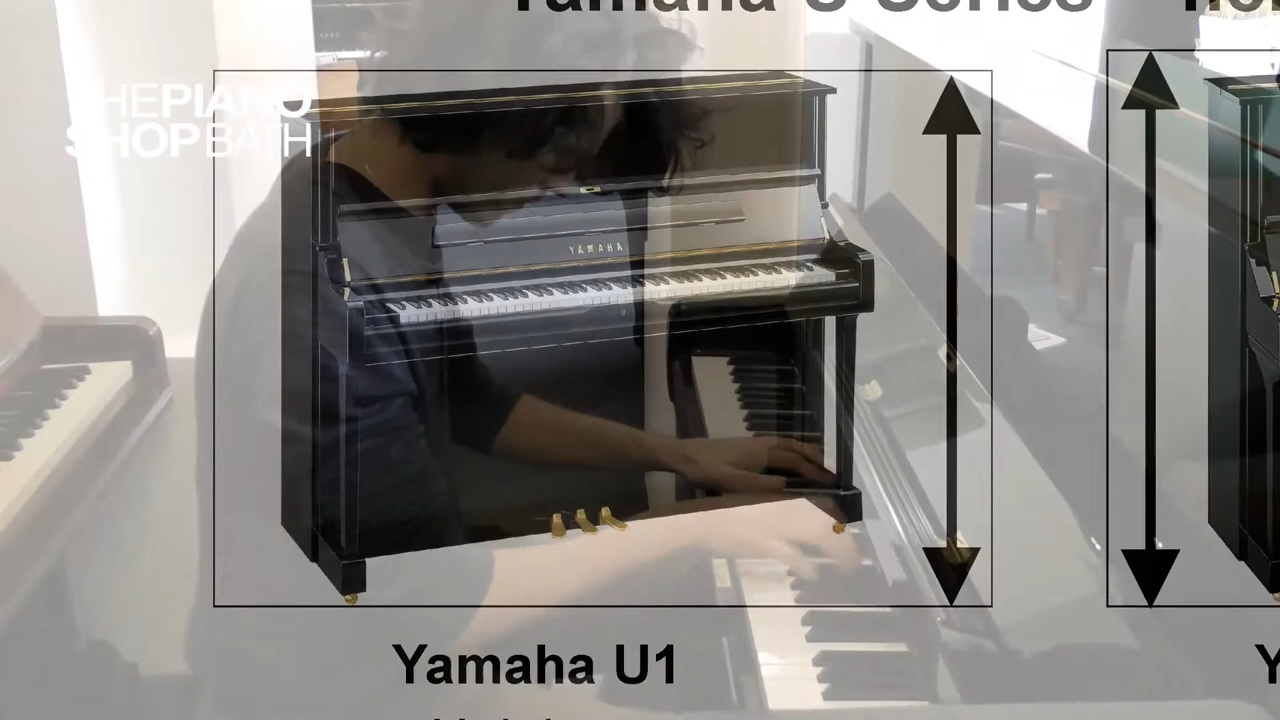 Yamaha U Series
THEPIANO
SHOPBATH
YAMAHA
Yamaha U1
Y